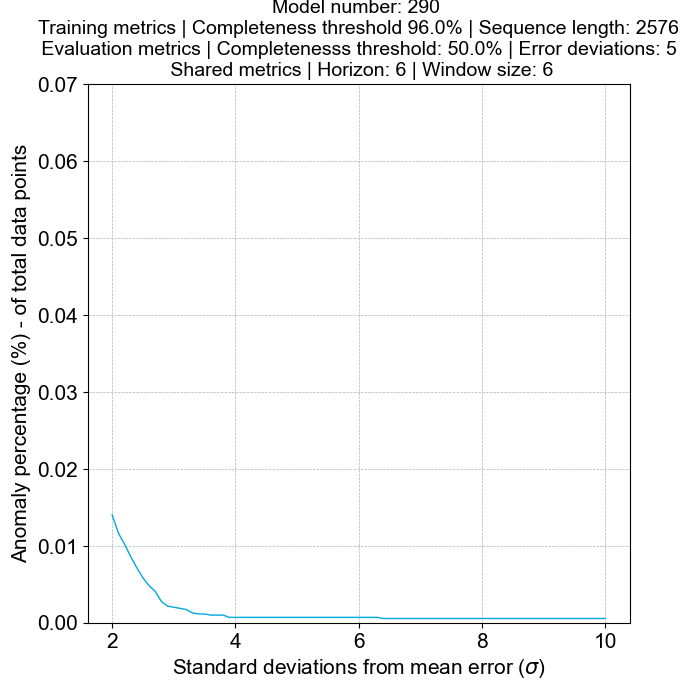 Model number: 290
Training metrics | Completeness threshold 96.0% | Sequence length: 2576
Evaluation metrics | Completenesss threshold: 50.0% | Error deviations: 5
Shared metrics | Horizon: 6 | Window size: 6
0.07
0.06
0.05
0.04
0.03
0.02
0.01
0.00
Anomaly percentage (%) - of total data points
2 4 6 8 10
Standard deviations from mean error (σ)